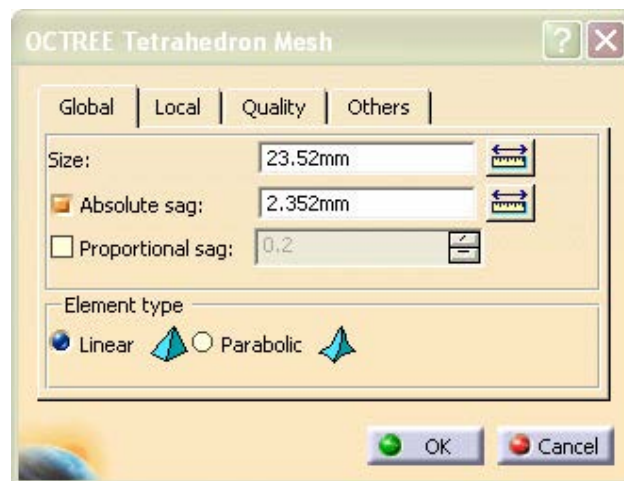 OCTREE Tetrahedron Mesh
Global Local Quality Others
Size: 23.52mm
Absolute sag: 2.352mm
Proportional sag: 0.2
Element type
Linear Parabolic
OK Cancel